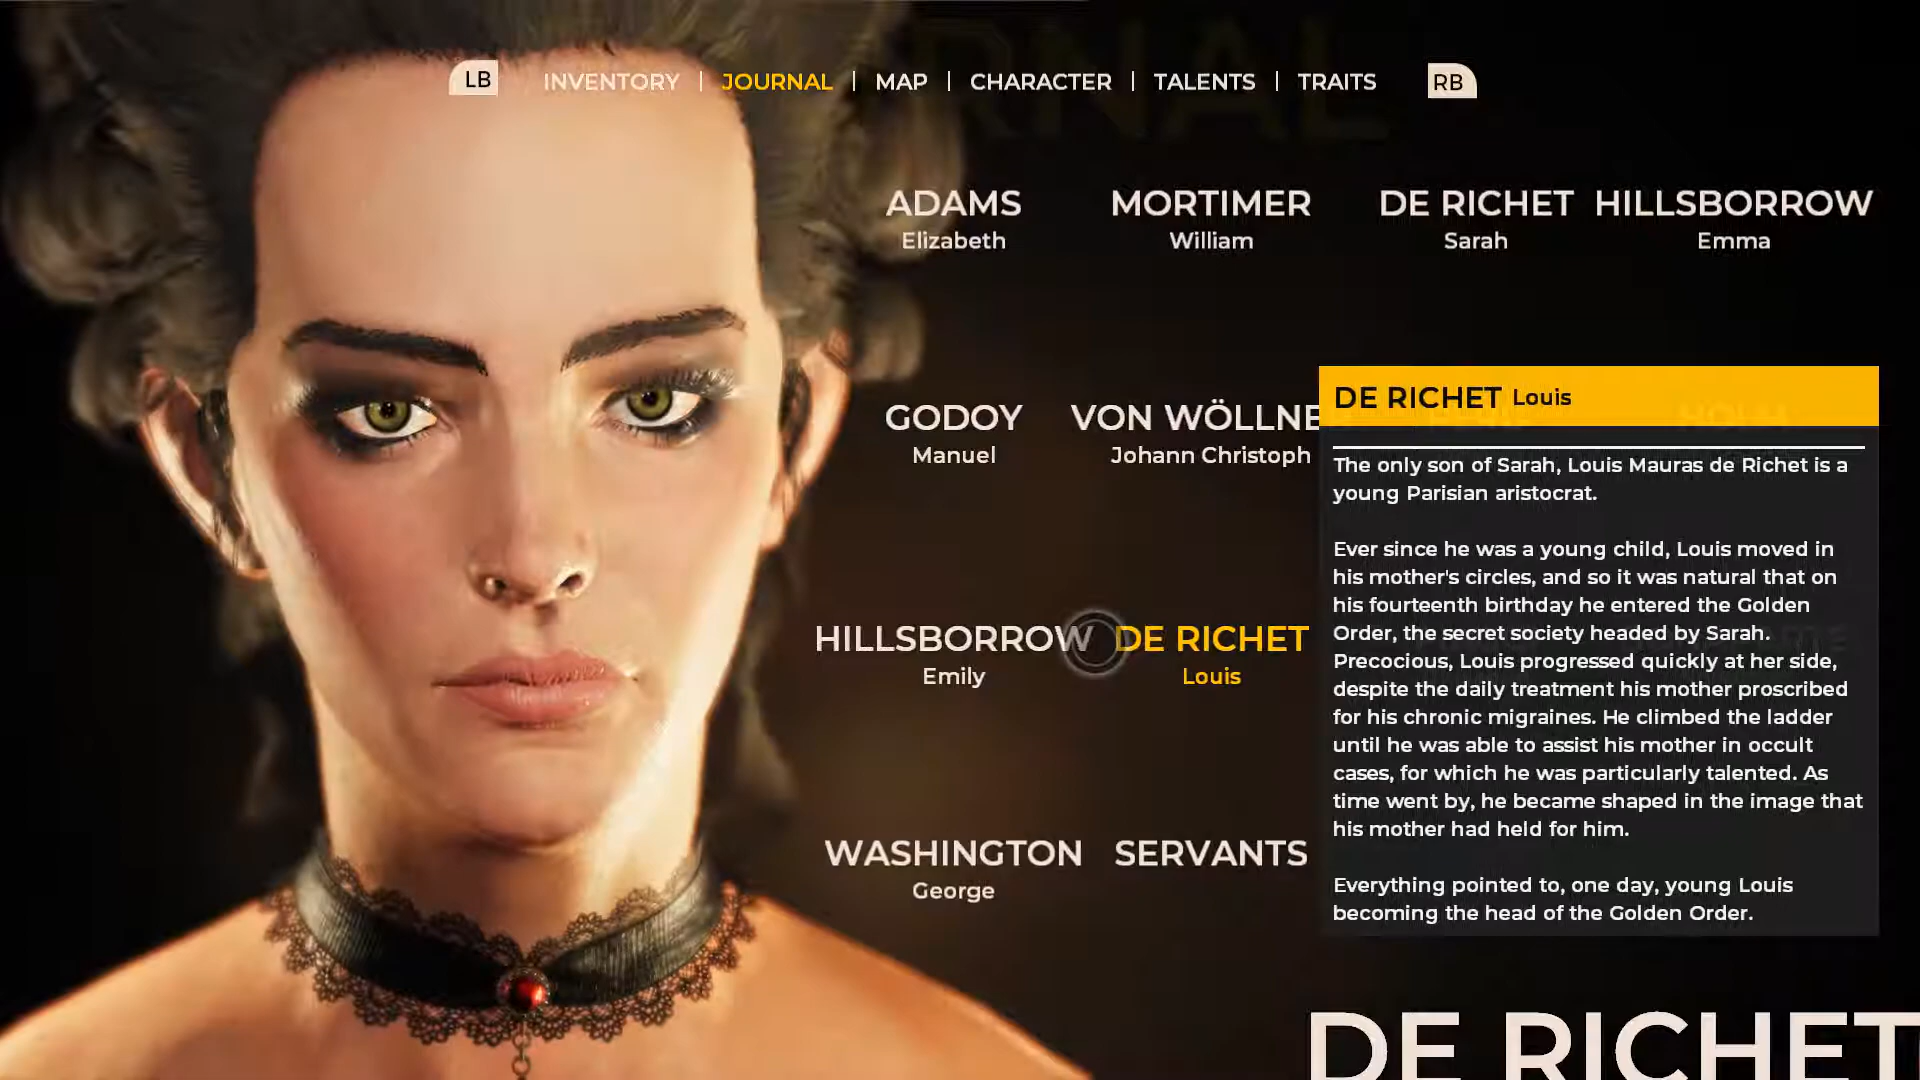 RNAL
LB INVENTORY | JOURNAL | MAP | CHARACTER | TALENTS | TRAITS RB
ADAMS MORTIMER DE RICHET HILLSBORROW
Elizabeth William Sarah Emma
GODOY VON WÖLLNE
Manuel Johann Christoph
HILLSBORROW DE RICHET
Emily Louis
WASHINGTON SERVANTS
George
DE RICHET Louis
The only son of Sarah, Louis Mauras de Richet is a
young Parisian aristocrat.
Ever since he was a young child, Louis moved in
his mother's circles, and so it was natural that on
his fourteenth birthday he entered the Golden
Order, the secret society headed by Sarah.
Precocious, Louis progressed quickly at her side,
despite the daily treatment his mother proscribed
for his chronic migraines. He climbed the ladder
until he was able to assist his mother in occult
cases, for which he was particularly talented. As
time went by, he became shaped in the image that
his mother had held for him.
Everything pointed to, one day, young Louis
becoming the head of the Golden Order.
DE RICHET